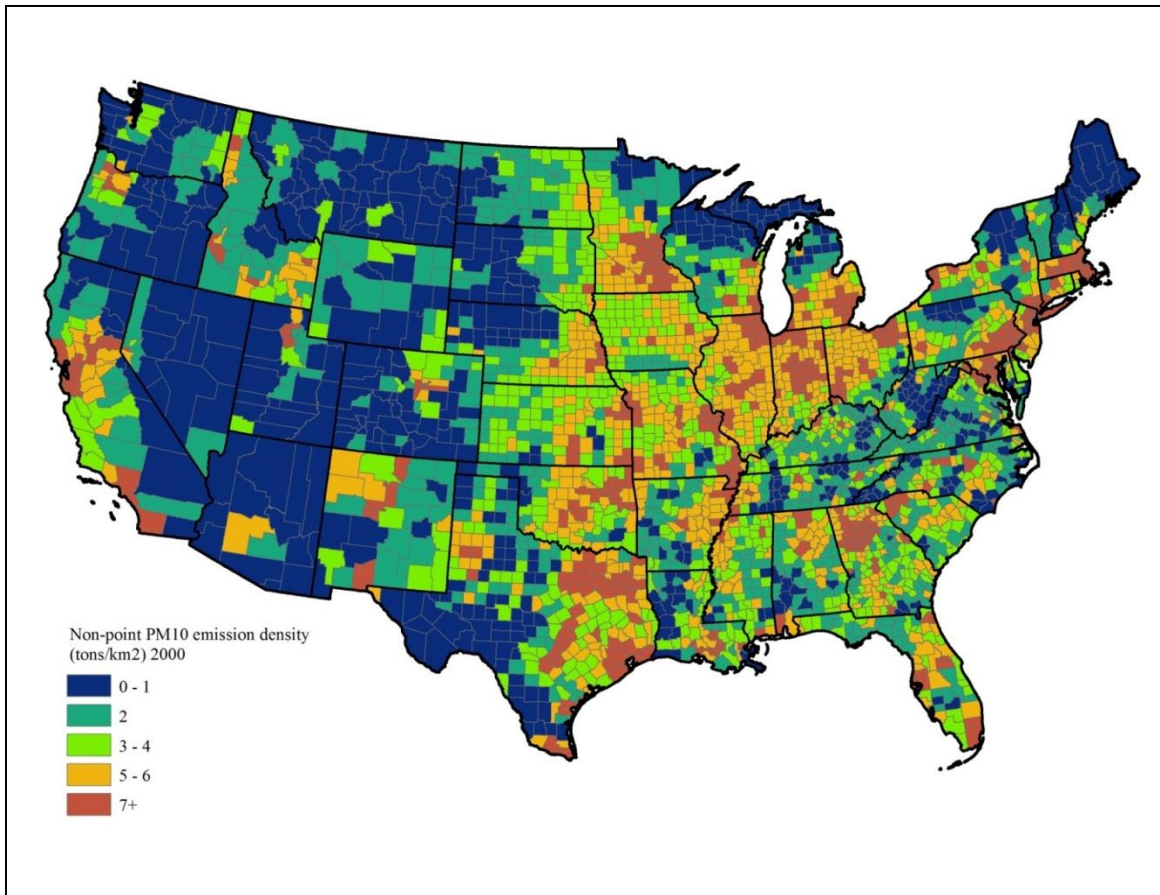 Non-point PM10 emission density
(tons/km2) 2000
0 - 1
2
3 - 4
5 - 6
7+